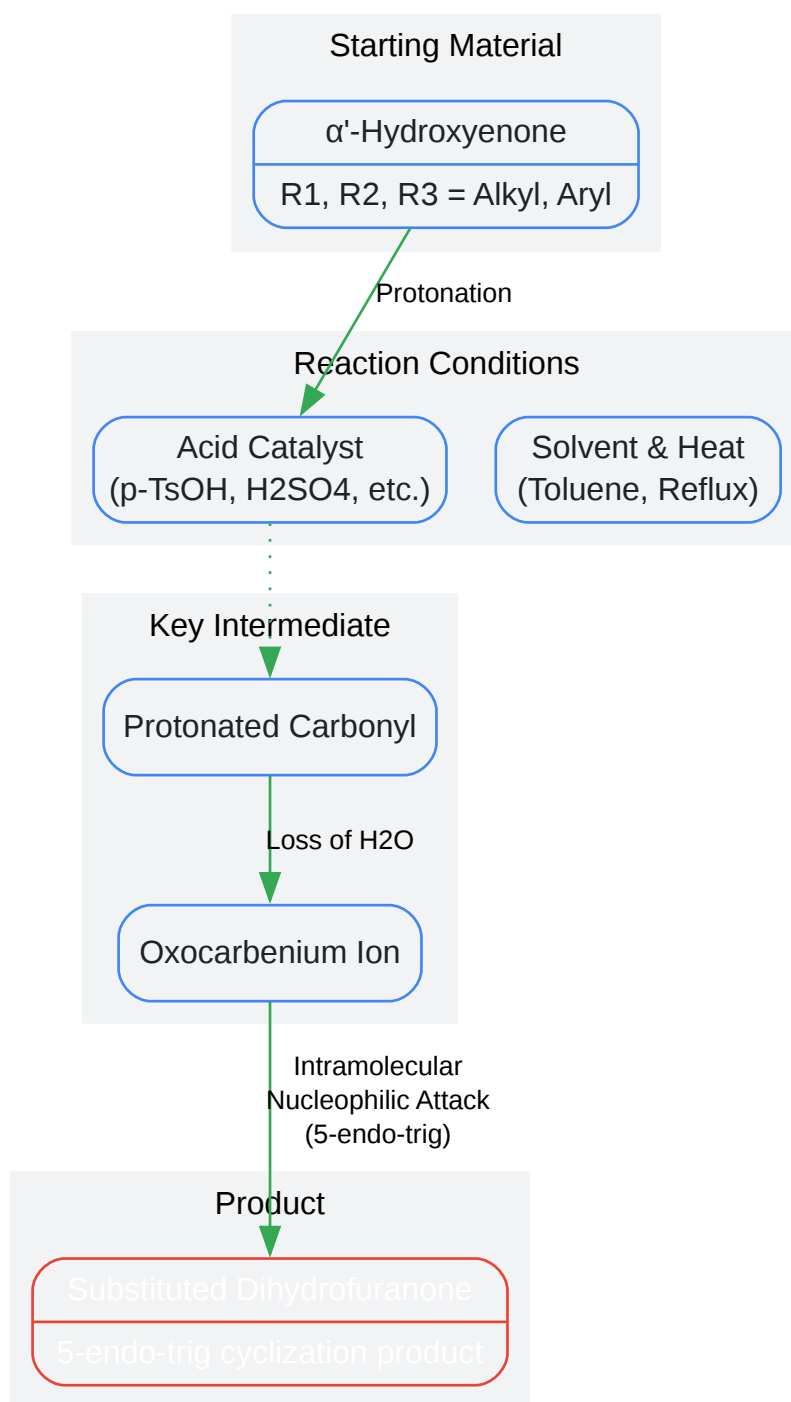 Starting Material
α'-Hydroxyenone
R1, R2, R3 = Alkyl, Aryl
Protonation
Reaction Conditions
Acid Catalyst
(p-TsOH, H2SO4, etc.)
Solvent & Heat
(Toluene, Reflux)
Key Intermediate
Protonated Carbonyl
Loss of H2O
Oxocarbenium Ion
Intramolecular
Nucleophilic Attack
(5-endo-trig)
Product
Substituted Dihydrofuranone
5-endo-trig cyclization product